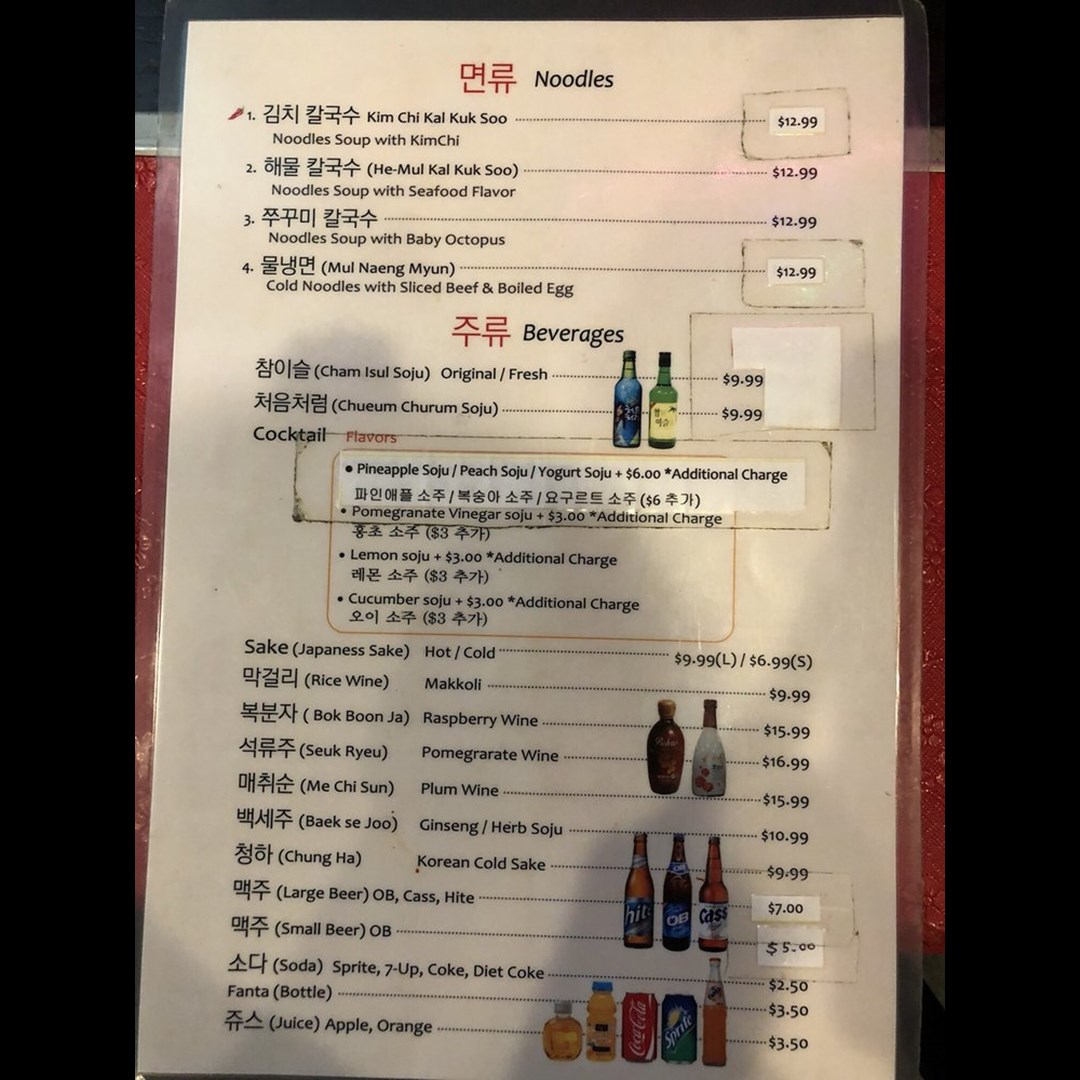 면류 Noodles
1. 김치 칼국수 Kim Chi Kal Kuk Soo $12.99
Noodles Soup with KimChi
2. 해물 칼국수 (He-Mul Kal Kuk Soo) $12.99
Noodles Soup with Seafood Flavor
3. 쭈꾸미 칼국수 $12.99
Noodles Soup with Baby Octopus
4. 물냉면 (Mul Naeng Myun) $12.99
Cold Noodles with Sliced Beef & Boiled Egg
주류 Beverages
참이슬 (Cham Isul Soju) Original / Fresh $9.99
처음처럼 (Chueum Churum Soju) $9.99
Cocktail Flavors
• Pineapple Soju / Peach Soju / Yogurt Soju + $6.00 *Additional Charge
파인애플 소주 / 복숭아 소주 / 요구르트 소주 ($6 추가)
• Pomegranate Vinegar soju + $3.00 *Additional Charge
홍초 소주 ($3 추가)
• Lemon soju + $3.00 *Additional Charge
레몬 소주 ($3 추가)
• Cucumber soju + $3.00 *Additional Charge
오이 소주 ($3 추가)
Sake (Japaness Sake) Hot / Cold $9.99(L) / $6.99(S)
막걸리 (Rice Wine) Makkoli $9.99
복분자 ( Bok Boon Ja) Raspberry Wine $15.99
석류주 (Seuk Ryeu) Pomegrarate Wine $16.99
매취순 (Me Chi Sun) Plum Wine $15.99
백세주 (Baek se Joo) Ginseng / Herb Soju $10.99
청하 (Chung Ha) Korean Cold Sake $9.99
맥주 (Large Beer) OB, Cass, Hite $7.00
맥주 (Small Beer) OB $5.00
소다 (Soda) Sprite, 7-Up, Coke, Diet Coke $2.50
Fanta (Bottle) $3.50
쥬스 (Juice) Apple, Orange $3.50
참이슬
hite
OB
Cass
Coca-Cola
Sprite